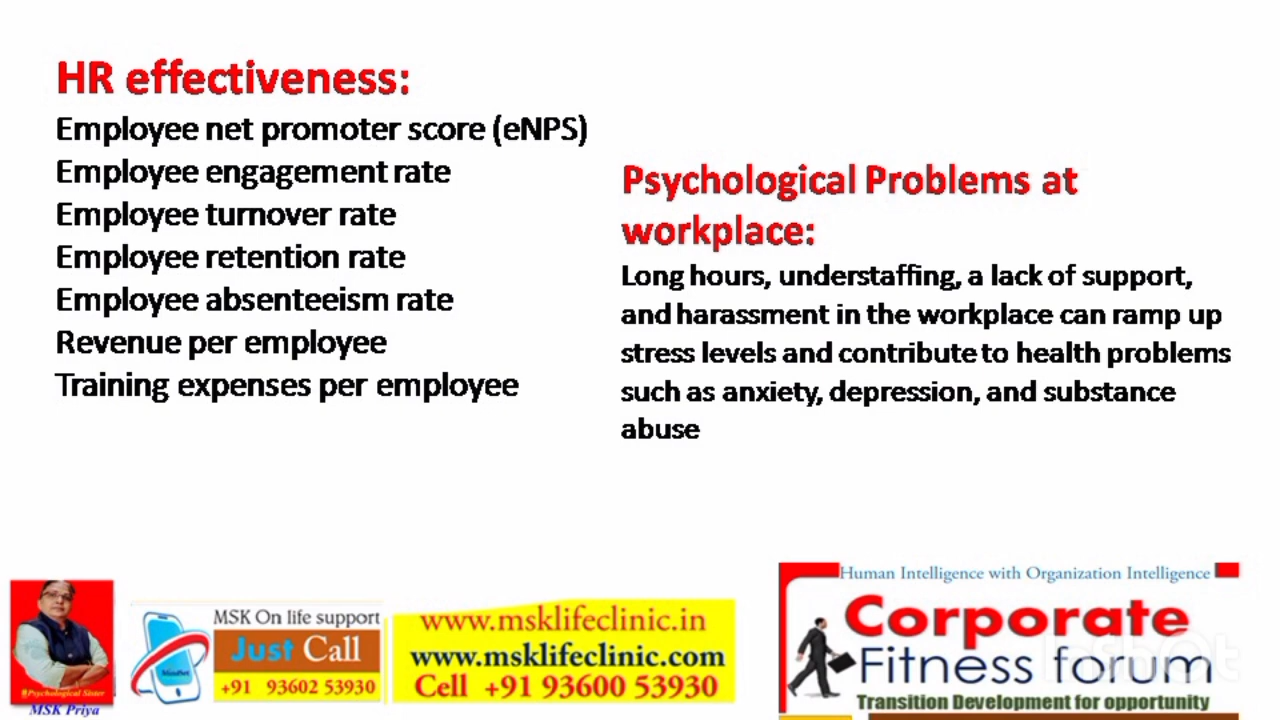 HR effectiveness:
Employee net promoter score (eNPS)
Employee engagement rate
Employee turnover rate
Employee retention rate
Employee absenteeism rate
Revenue per employee
Training expenses per employee
Psychological Problems at
workplace:
Long hours, understaffing, a lack of support,
and harassment in the workplace can ramp up
stress levels and contribute to health problems
such as anxiety, depression, and substance
abuse
Psychological Sister
MSK Priya
MindNet
MSK On life support
Just Call
+91 93602 53930
www.msklifeclinic.in
www.msklifeclinic.com
Cell +91 93600 53930
Human Intelligence with Organization Intelligence
Corporate
Fitness forum
Transition Development for opportunity